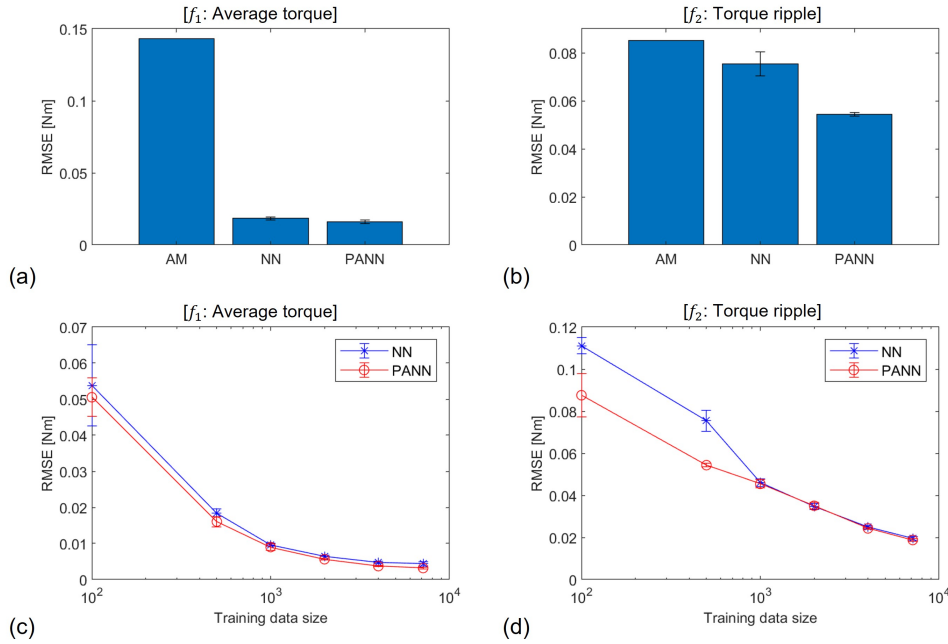 [f₁: Average torque]
0.15
0.1
0.05
0
RMSE [Nm]
AM NN PANN
(a)
[f₂: Torque ripple]
0.08
0.06
0.04
0.02
0
RMSE [Nm]
AM NN PANN
(b)
[f₁: Average torque]
0.07
0.06
0.05
0.04
0.03
0.02
0.01
0
RMSE [Nm]
NN
PANN
10² 10³ 10⁴
Training data size
(c)
[f₂: Torque ripple]
0.12
0.1
0.08
0.06
0.04
0.02
0
RMSE [Nm]
NN
PANN
10² 10³ 10⁴
Training data size
(d)